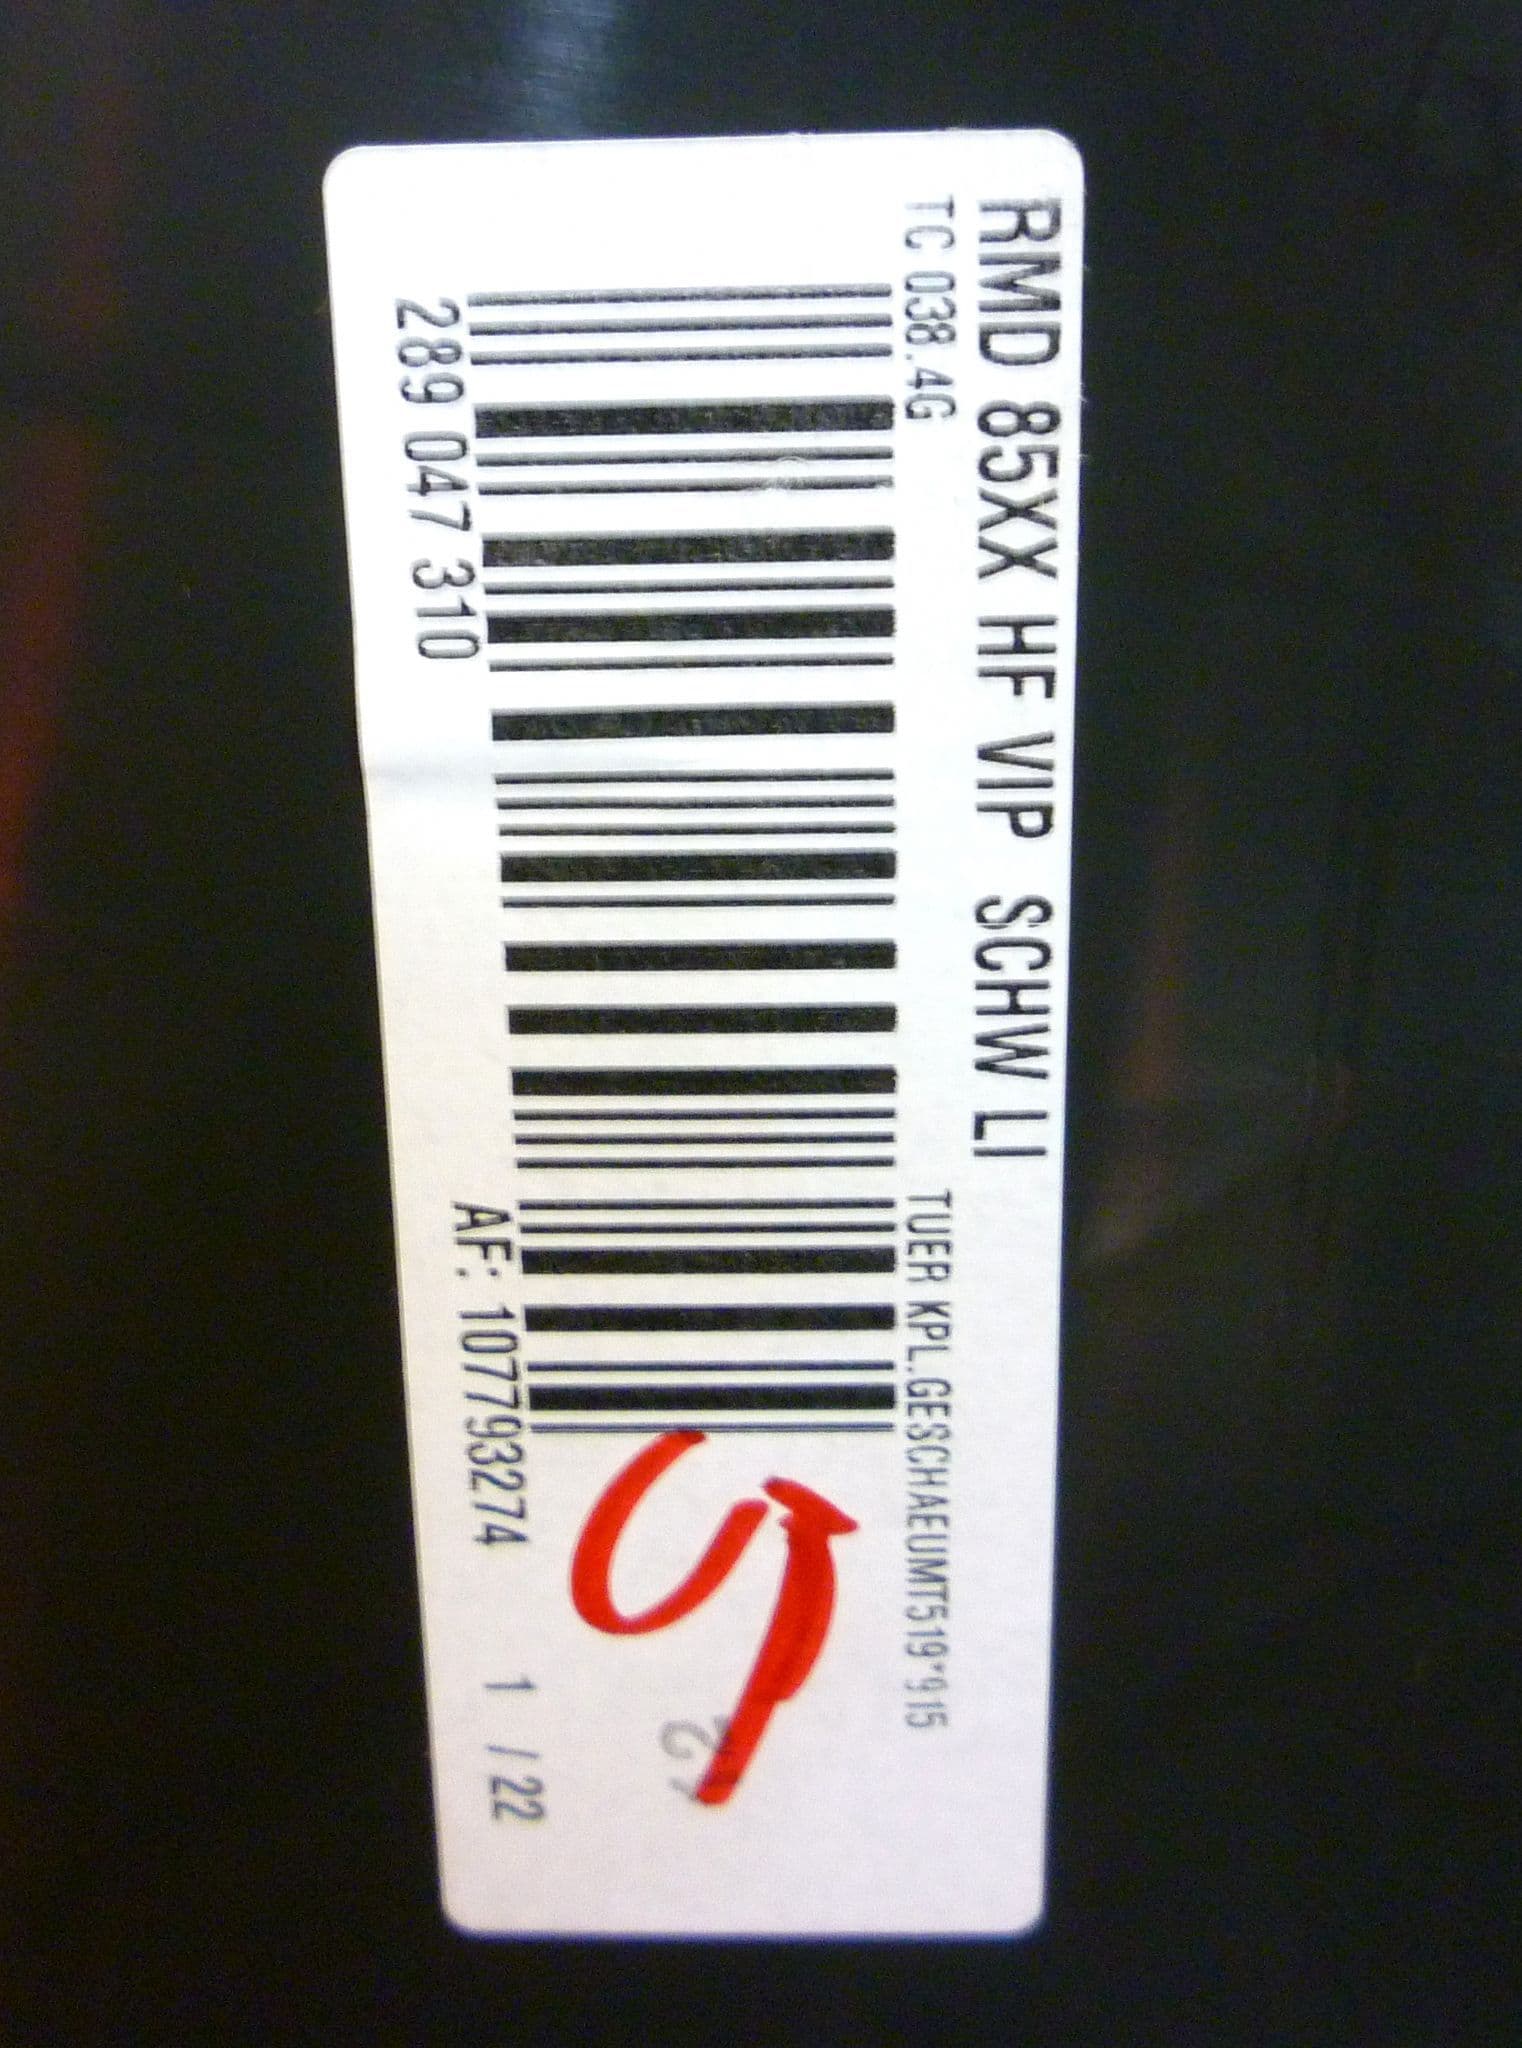 RMD 85XX HF VIP SCHW LI
TC 038.4G TUER KPL.GESCHAEUMT519*915
289 047 310 AF: 107793274 1 /22